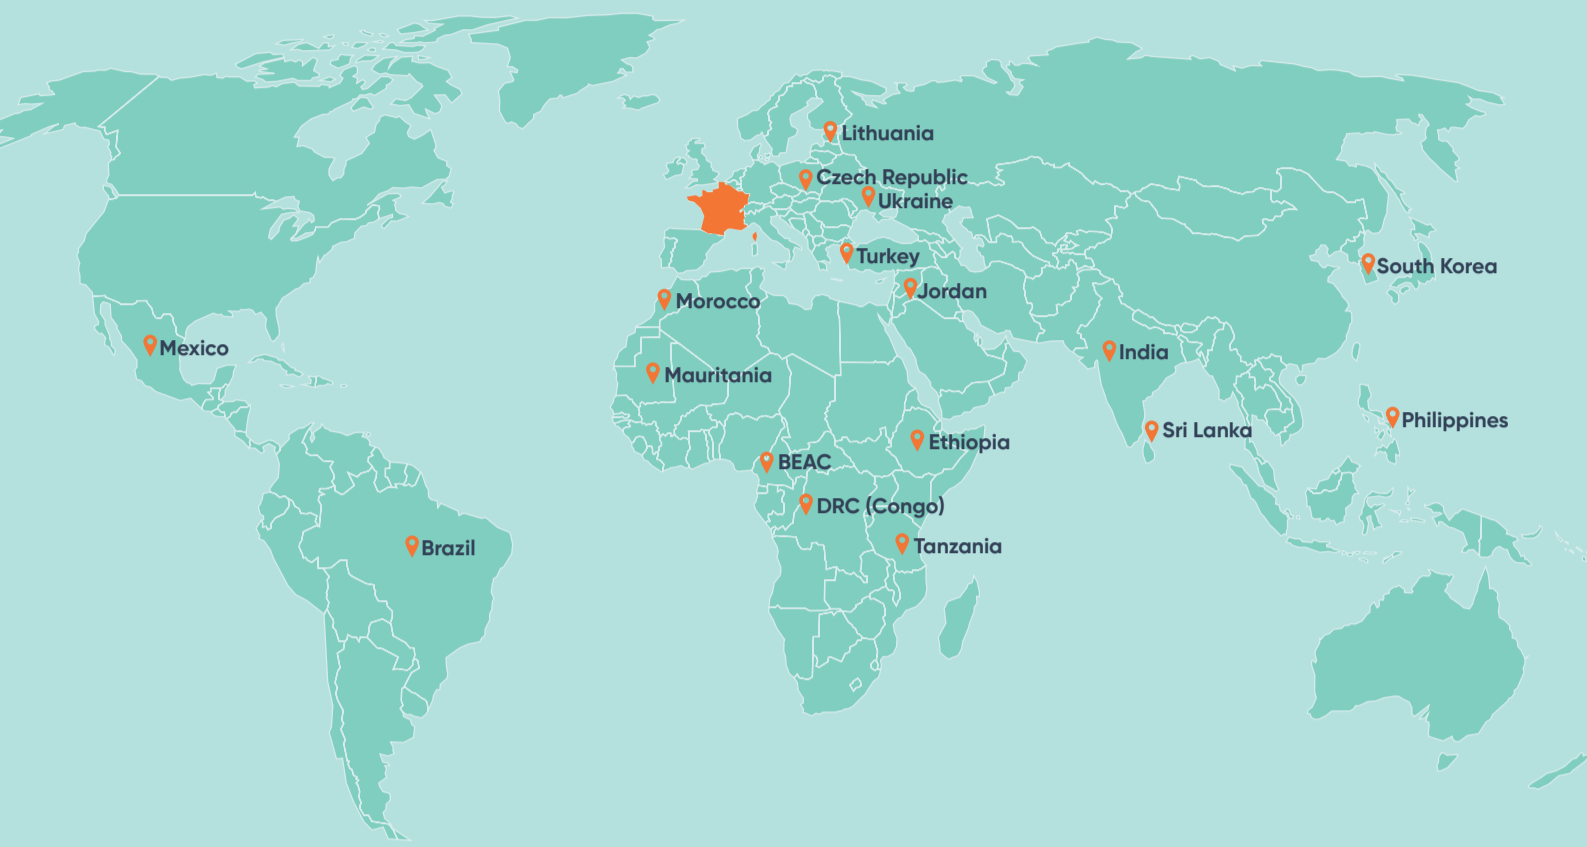 Lithuania
Czech Republic
Ukraine
Turkey
South Korea
Jordan
Morocco
Mexico
India
Mauritania
Philippines
Sri Lanka
Ethiopia
BEAC
DRC (Congo)
Tanzania
Brazil